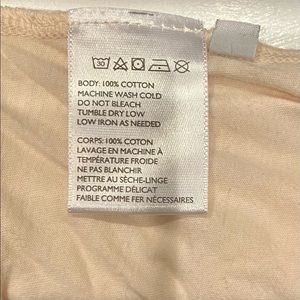 30
BODY: 100% COTTON
MACHINE WASH COLD
DO NOT BLEACH
TUMBLE DRY LOW
LOW IRON AS NEEDED
CORPS: 100% COTON
LAVAGE EN MACHINE À
TEMPÉRATURE FROIDE
NE PAS BLANCHIR
METTRE AU SÈCHE-LINGE
PROGRAMME DÉLICAT
FAIBLE COMME FER NÉCESSAIRES